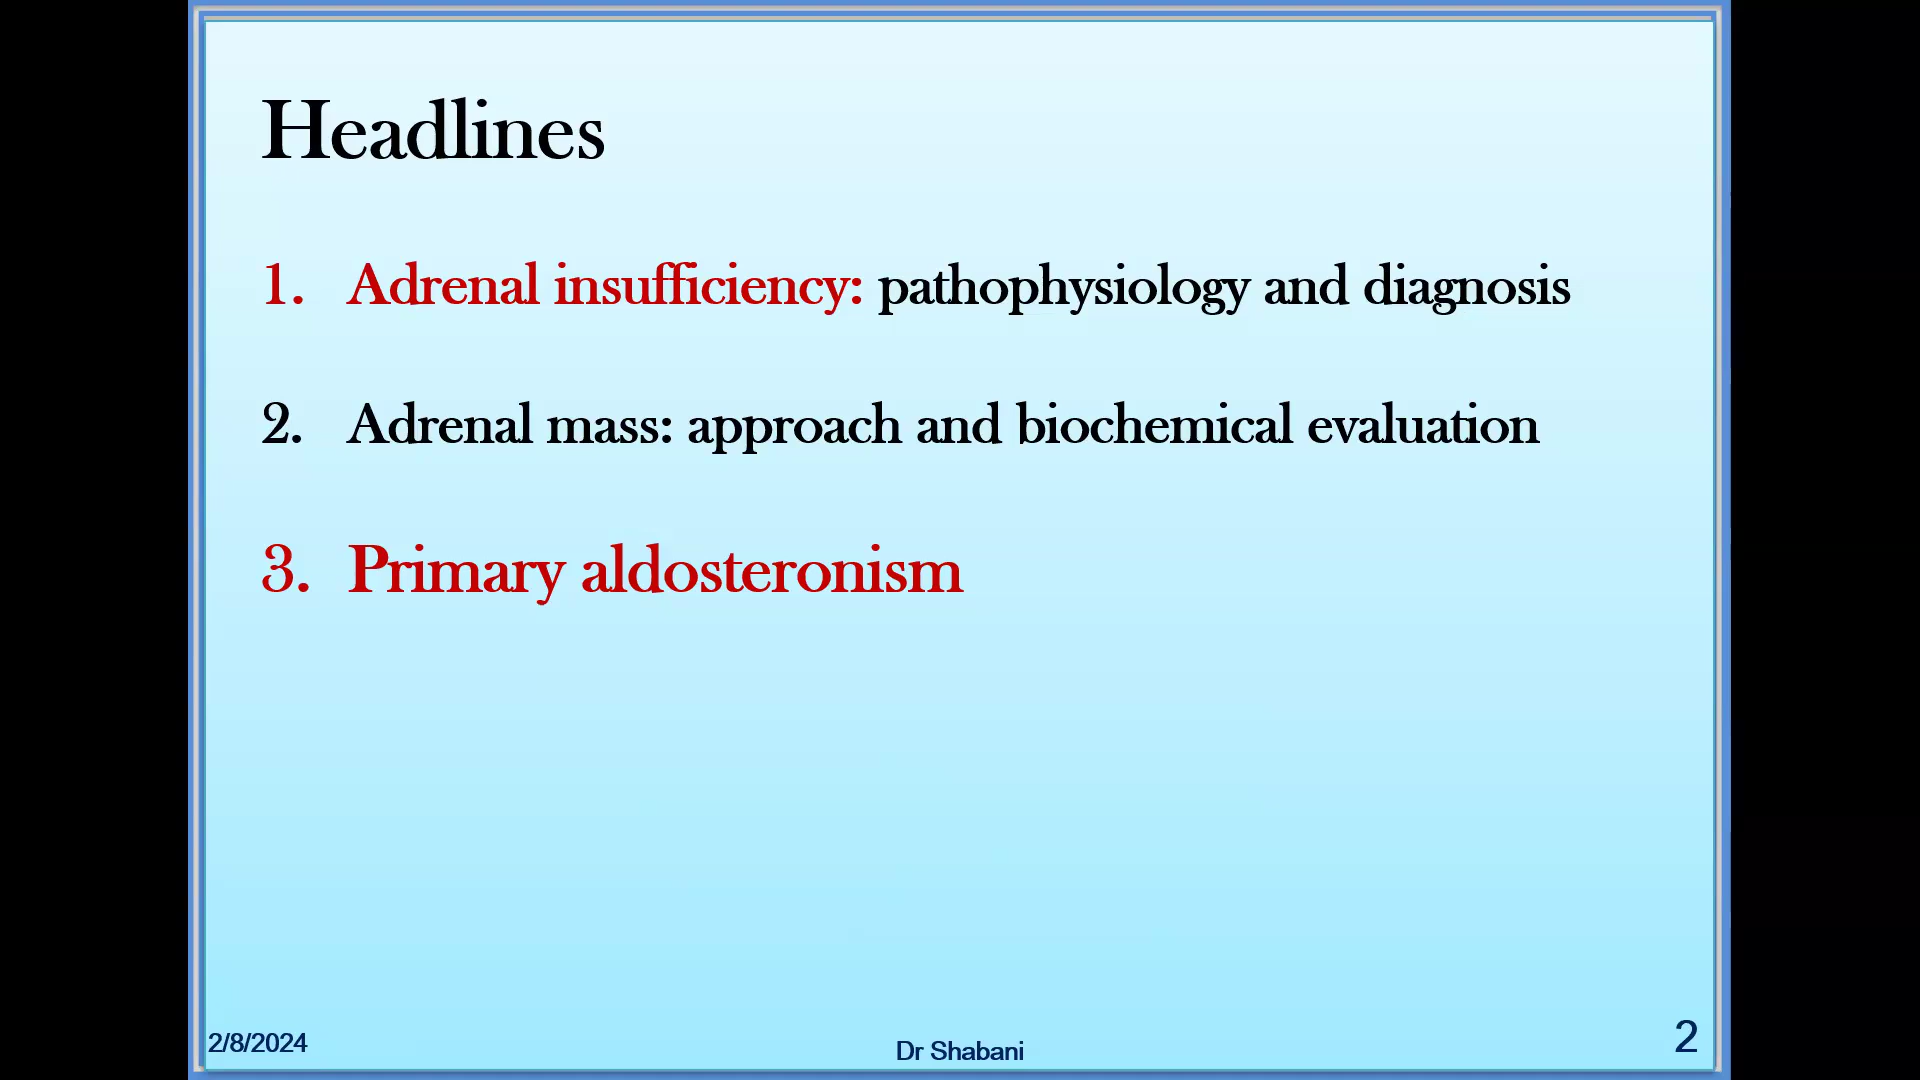 Headlines
1. Adrenal insufficiency: pathophysiology and diagnosis
2. Adrenal mass: approach and biochemical evaluation
3. Primary aldosteronism
2/8/2024
Dr Shabani
2